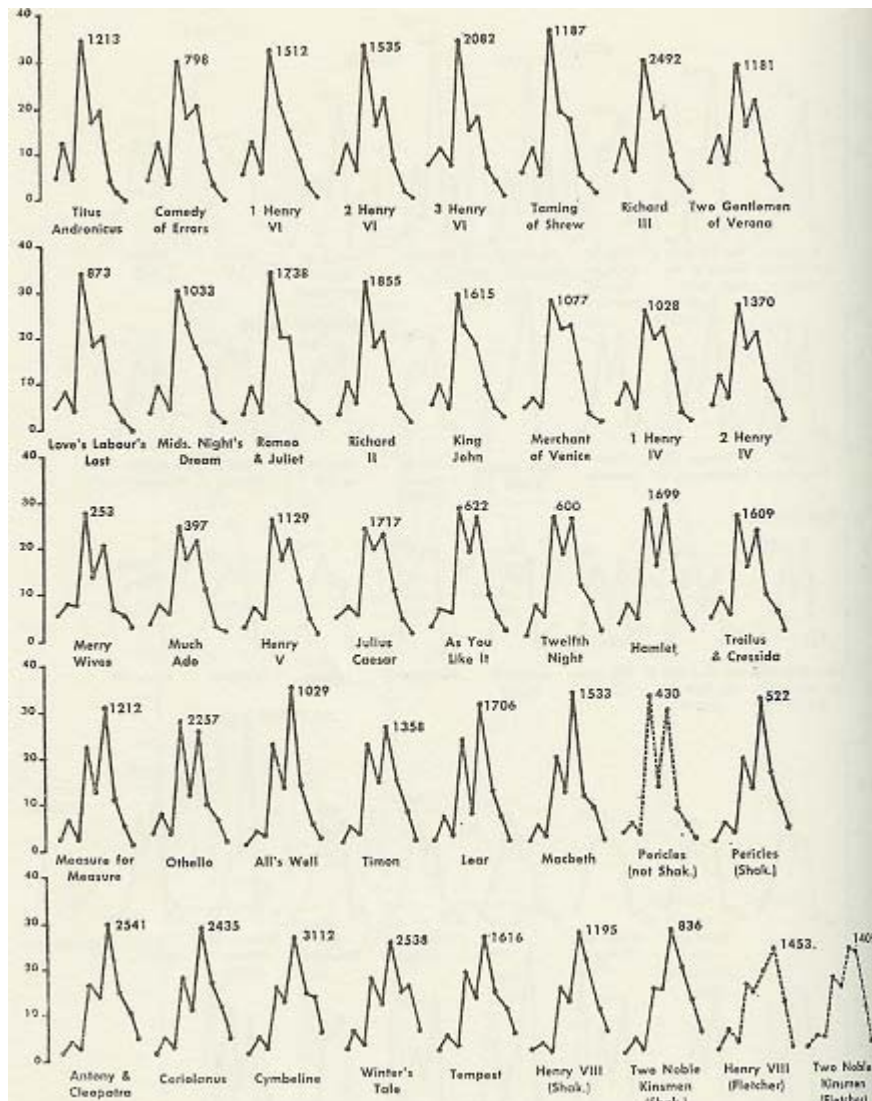 40
1213
798
1512
1535
2082
1187
2492
1181
30
20
10
0
Titus
Andronicus
Comedy
of Errors
1 Henry
VI
2 Henry
VI
3 Henry
VI
Taming
of Shrew
Richard
III
Two Gentlemen
of Verona
40
873
1033
1738
1855
1615
1077
1028
1370
30
20
10
0
Love's Labour's
Lost
Mids. Night's
Dream
Romeo
& Juliet
Richard
II
King
John
Merchant
of Venice
1 Henry
IV
2 Henry
IV
40
253
397
1129
1717
622
600
1699
1609
30
20
10
0
Merry
Wives
Much
Ado
Henry
V
Julius
Caesar
As You
Like It
Twelfth
Night
Hamlet
Troilus
& Cressida
40
1212
2257
1029
1358
1706
1533
430
522
30
20
10
0
Measure for
Measure
Othello
All's Well
Timon
Lear
Macbeth
Pericles
(not Shak.)
Pericles
(Shak.)
40
2541
2435
3112
2538
1616
1195
836
1453.
30
20
10
0
Antony &
Cleopatra
Coriolanus
Cymbeline
Winter's
Tale
Tempest
Henry VIII
(Shak.)
Two Noble
Kinsmen
(Shak.)
Henry VIII
(Fletcher)
Two Noble
Kinsmen
(Fletcher)